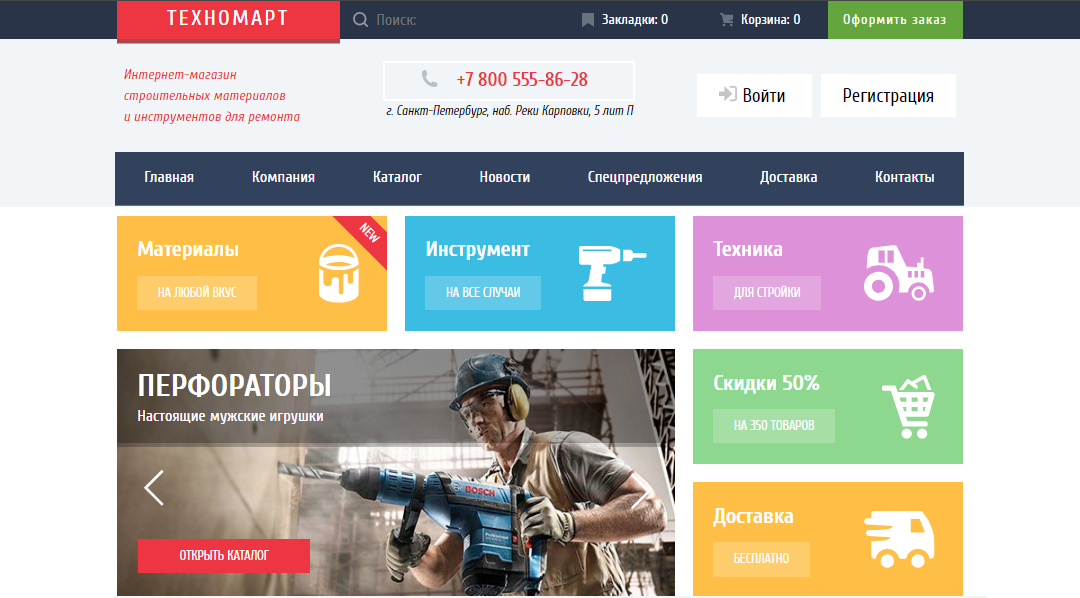 ТЕХНОМАРТ
Поиск:
Закладки: 0
Корзина: 0
Оформить заказ
Интернет-магазин
строительных материалов
и инструментов для ремонта
+7 800 555-86-28
г. Санкт-Петербург, наб. Реки Карповки, 5 лит П
Войти
Регистрация
Главная
Компания
Каталог
Новости
Спецпредложения
Доставка
Контакты
Материалы
NEW
НА ЛЮБОЙ ВКУС
Инструмент
НА ВСЕ СЛУЧАИ
Техника
ДЛЯ СТРОЙКИ
ПЕРФОРАТОРЫ
Настоящие мужские игрушки
BOSCH
Professional
ОТКРЫТЬ КАТАЛОГ
Скидки 50%
НА 350 ТОВАРОВ
Доставка
БЕСПЛАТНО